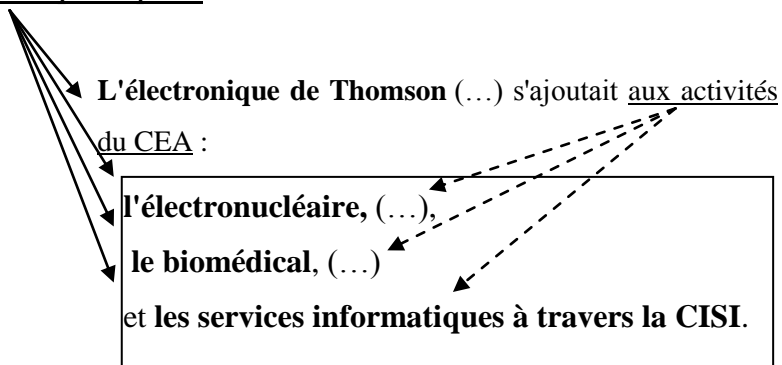 L'électronique de Thomson (…) s'ajoutait aux activités
du CEA :
l'électronucléaire, (…),
le biomédical, (…)
et les services informatiques à travers la CISI.